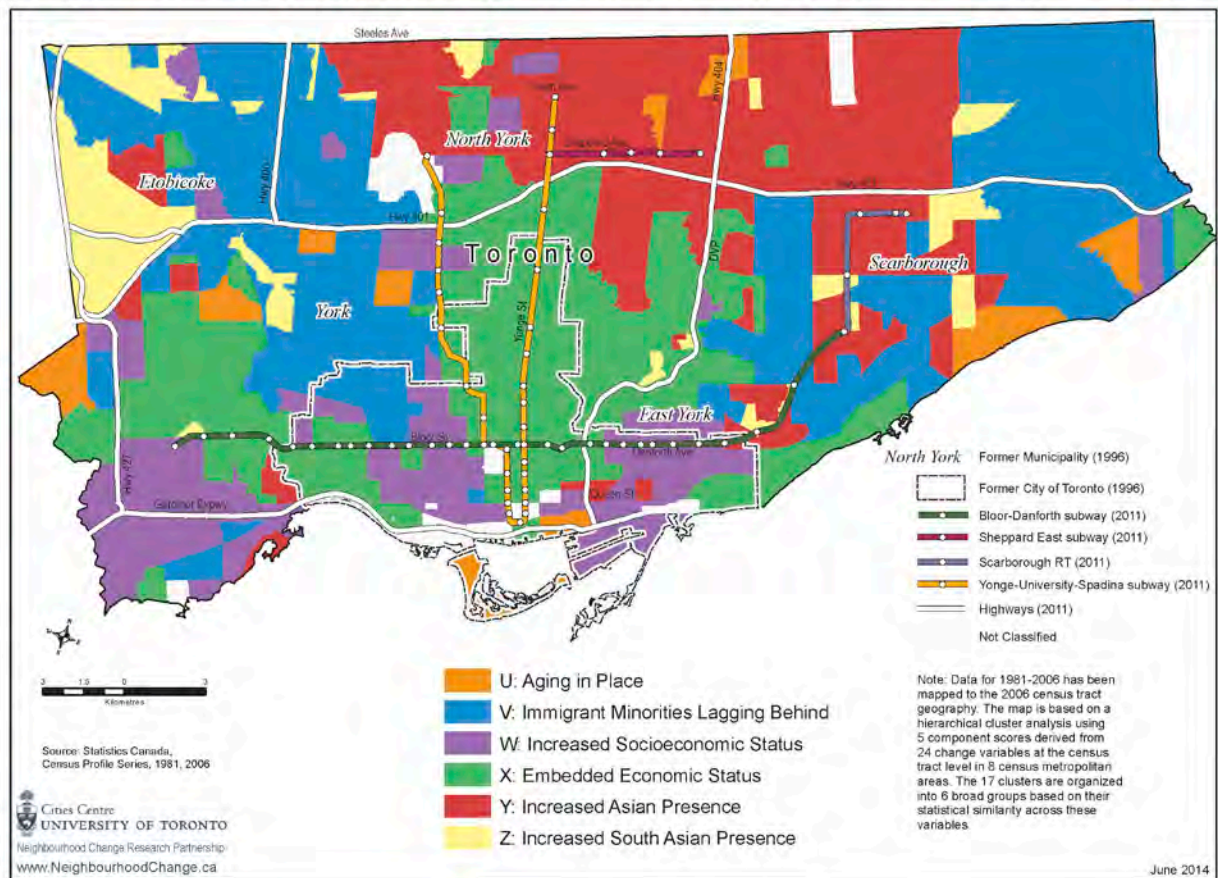 Steeles Ave
Hwy 404
North York
Etobicoke
Hwy 400
Hwy 401
Toronto
DVP
Scarborough
York
Yonge St
East York
Bloor St
Danforth Ave
Hwy 427
Gardiner Expwy
Queen St
North York Former Municipality (1996)
Former City of Toronto (1996)
Bloor-Danforth subway (2011)
Sheppard East subway (2011)
Scarborough RT (2011)
Yonge-University-Spadina subway (2011)
Highways (2011)
Not Classified
N
3 1.5 0 3
Kilometres
U: Aging in Place
V: Immigrant Minorities Lagging Behind
W: Increased Socioeconomic Status
X: Embedded Economic Status
Y: Increased Asian Presence
Z: Increased South Asian Presence
Note: Data for 1981-2006 has been
mapped to the 2006 census tract
geography. The map is based on a
hierarchical cluster analysis using
5 component scores derived from
24 change variables at the census
tract level in 8 census metropolitan
areas. The 17 clusters are organized
into 6 broad groups based on their
statistical similarity across these
variables.
Source: Statistics Canada,
Census Profile Series, 1981, 2006
Cities Centre
UNIVERSITY OF TORONTO
Neighbourhood Change Research Partnership
www.NeighbourhoodChange.ca
June 2014